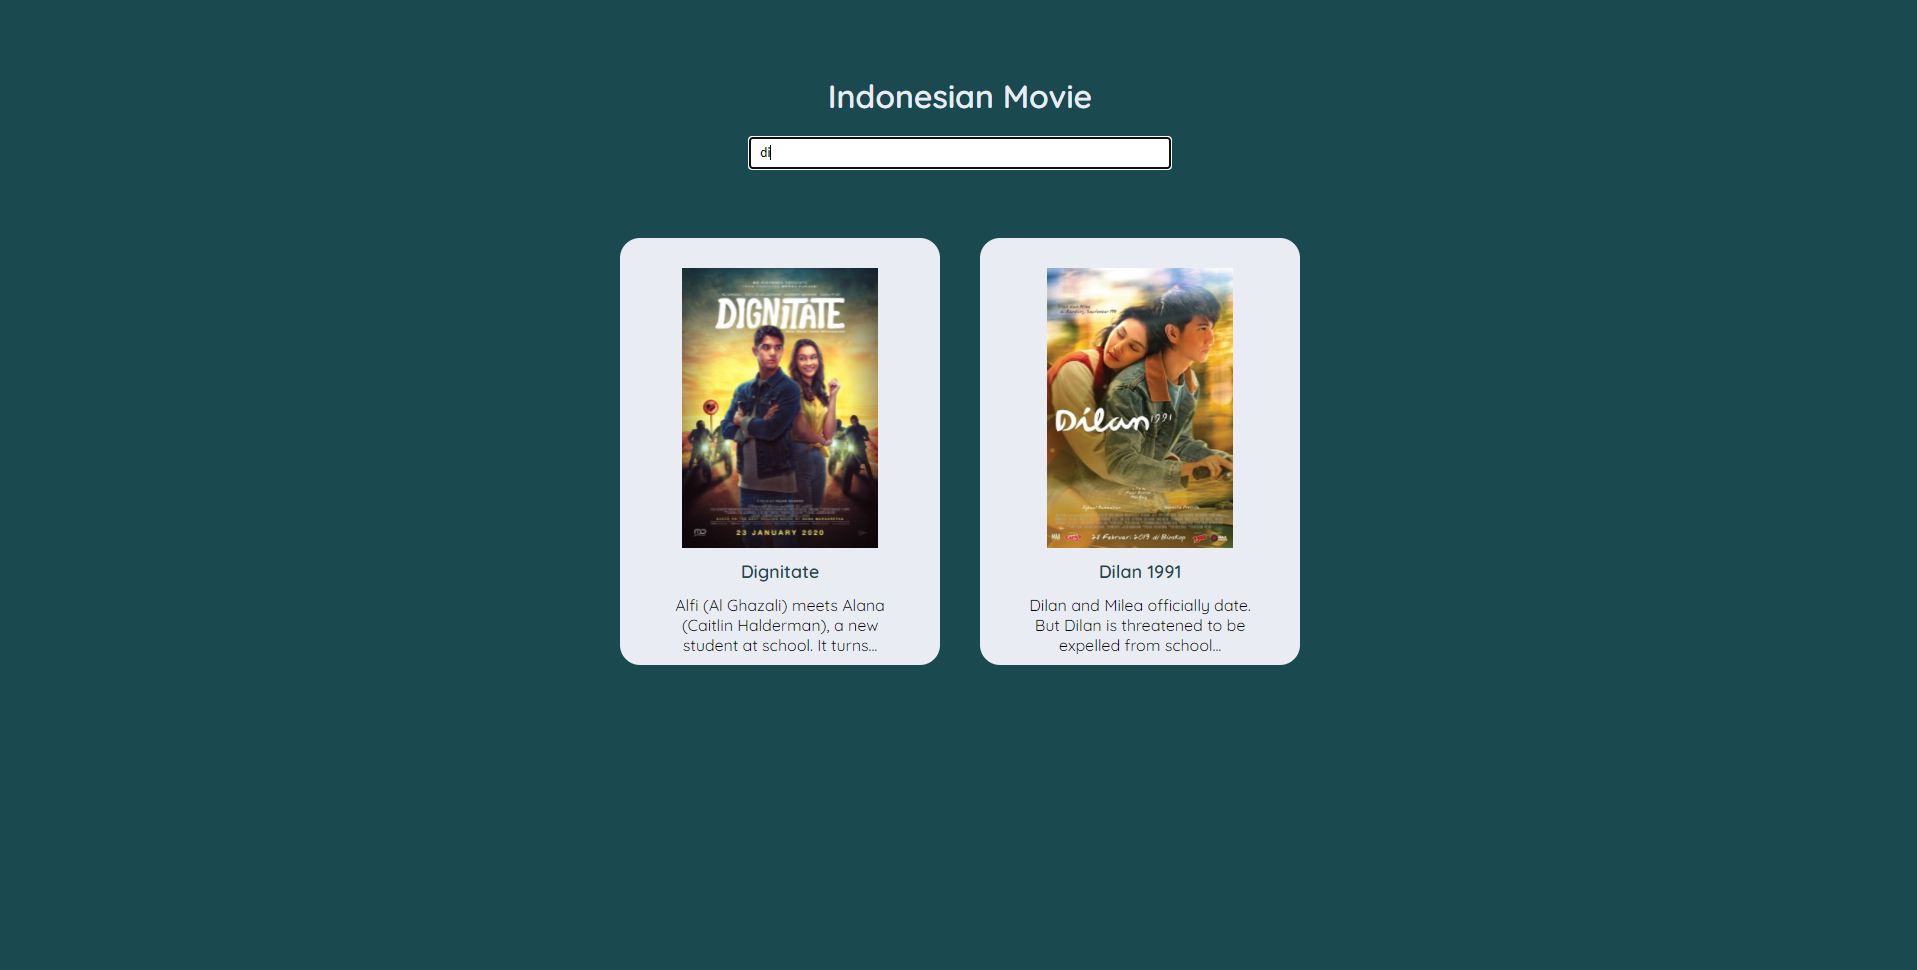 Indonesian Movie
di
DIGNITATE
23 JANUARY 2020
Dilan 1991
28 Februari 2019 di Bioskop
Dignitate
Dilan 1991
Alfi (Al Ghazali) meets Alana
(Caitlin Halderman), a new
student at school. It turns...
Dilan and Milea officially date.
But Dilan is threatened to be
expelled from school...